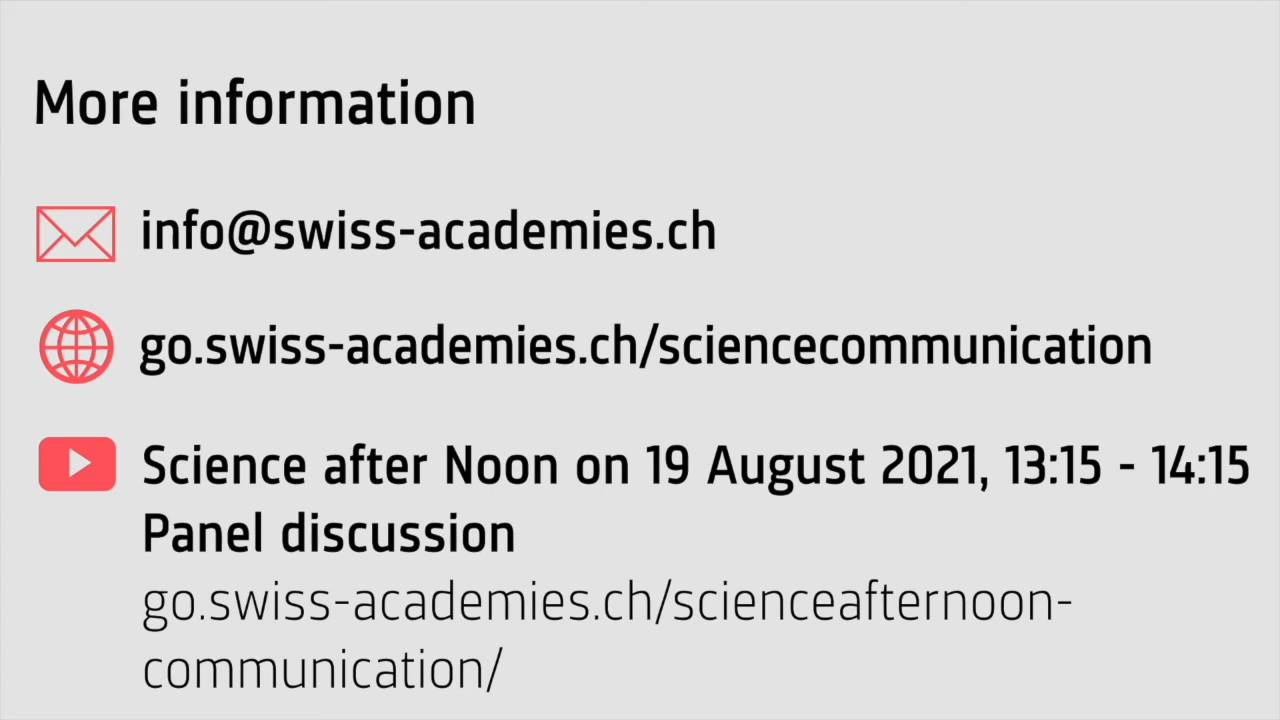 More information
info@swiss-academies.ch
go.swiss-academies.ch/sciencecommunication
Science after Noon on 19 August 2021, 13:15 - 14:15
Panel discussion
go.swiss-academies.ch/scienceafternoon-
communication/